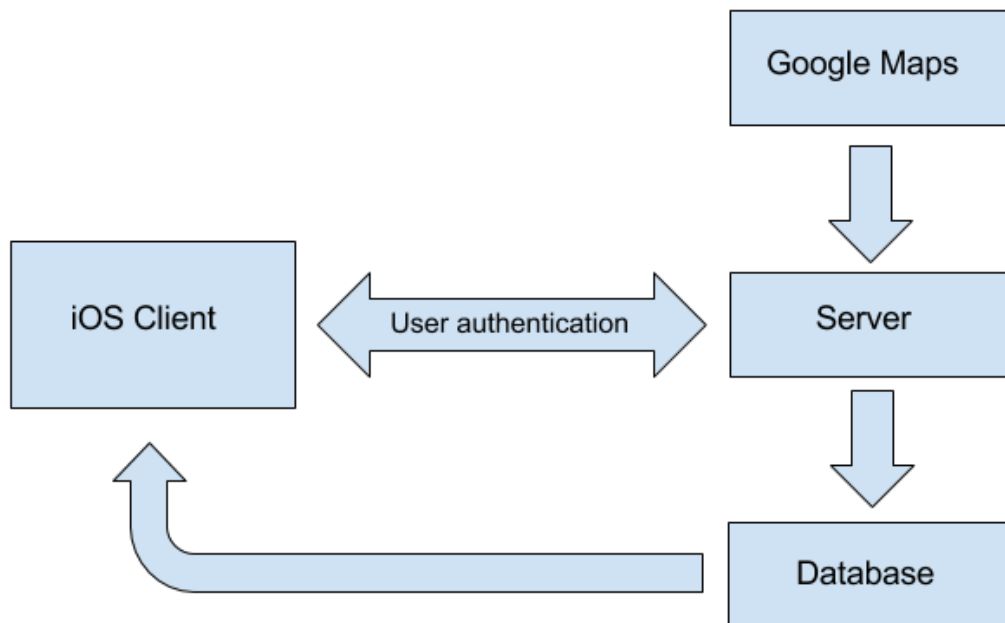 Google Maps
iOS Client
User authentication
Server
Database